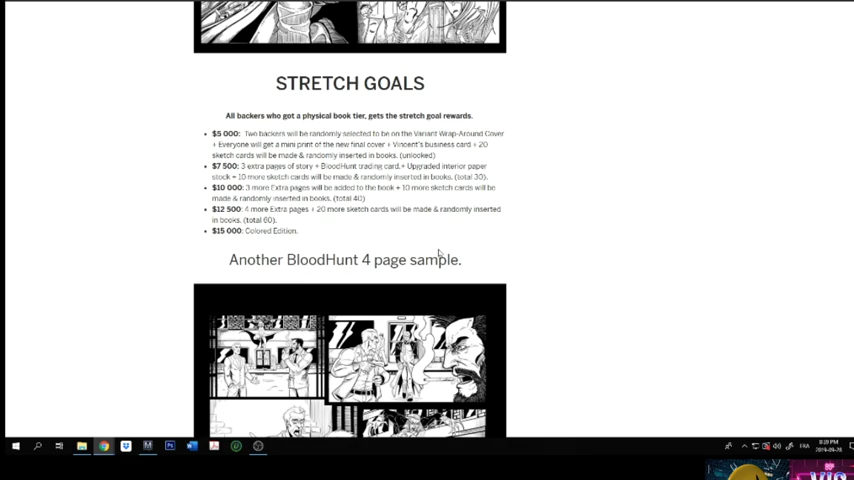 STRETCH GOALS
All backers who got a physical book tier, gets the stretch goal rewards.
$5 000: Two backers will be randomly selected to be on the Variant Wrap-Around Cover
+ Everyone will get a mini print of the new final cover + Vincent's business card + 20
sketch cards will be made & randomly inserted in books. (unlocked)
$7 500: 3 extra pages of story + BloodHunt trading card.+ Upgraded interior paper
stock + 10 more sketch cards will be made & randomly inserted in books. (total 30).
$10 000: 3 more Extra pages will be added to the book + 10 more sketch cards will be
made & randomly inserted in books. (total 40)
$12 500: 4 more Extra pages + 20 more sketch cards will be made & randomly inserted
in books. (total 60).
$15 000: Colored Edition.
Another BloodHunt 4 page sample.
FRA
8:39 PM
2019-09-28